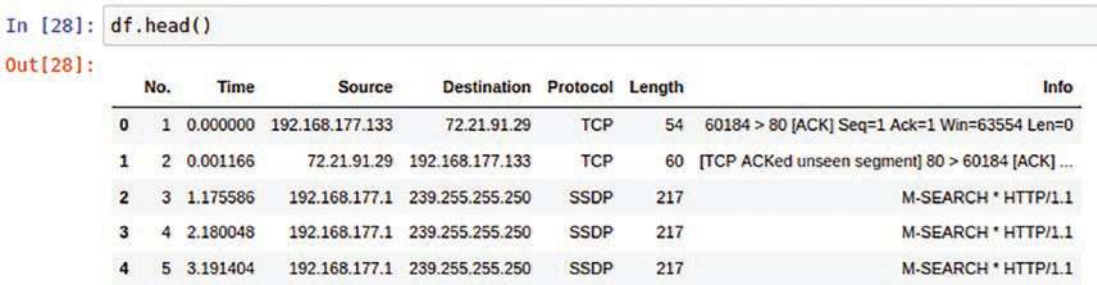 In [28]: df.head()
Out[28]:
No. Time Source Destination Protocol Length Info
0 1 0.000000 192.168.177.133 72.21.91.29 TCP 54 60184 > 80 [ACK] Seq=1 Ack=1 Win=63554 Len=0
1 2 0.001166 72.21.91.29 192.168.177.133 TCP 60 [TCP ACKed unseen segment] 80 > 60184 [ACK] ...
2 3 1.175586 192.168.177.1 239.255.255.250 SSDP 217 M-SEARCH * HTTP/1.1
3 4 2.180048 192.168.177.1 239.255.255.250 SSDP 217 M-SEARCH * HTTP/1.1
4 5 3.191404 192.168.177.1 239.255.255.250 SSDP 217 M-SEARCH * HTTP/1.1